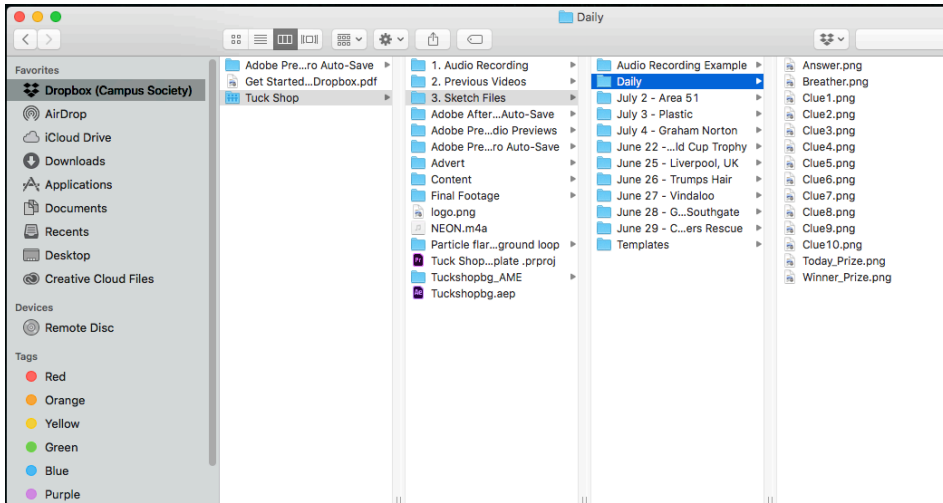 Daily
Favorites
Dropbox (Campus Society)
AirDrop
iCloud Drive
Downloads
Applications
Documents
Recents
Desktop
Creative Cloud Files
Devices
Remote Disc
Tags
Red
Orange
Yellow
Green
Blue
Purple
Adobe Pre...ro Auto-Save
Get Started...Dropbox.pdf
Tuck Shop
1. Audio Recording
2. Previous Videos
3. Sketch Files
Adobe After...Auto-Save
Adobe Pre...dio Previews
Adobe Pre...ro Auto-Save
Advert
Content
Final Footage
logo.png
NEON.m4a
Particle flar...ground loop
Pr Tuck Shop...plate .prproj
Tuckshopbg_AME
Ae Tuckshopbg.aep
Audio Recording Example
Daily
July 2 - Area 51
July 3 - Plastic
July 4 - Graham Norton
June 22 -...ld Cup Trophy
June 25 - Liverpool, UK
June 26 - Trumps Hair
June 27 - Vindaloo
June 28 - G...Southgate
June 29 - C...ers Rescue
Templates
Answer.png
Breather.png
Clue1.png
Clue2.png
Clue3.png
Clue4.png
Clue5.png
Clue6.png
Clue7.png
Clue8.png
Clue9.png
Clue10.png
Today_Prize.png
Winner_Prize.png